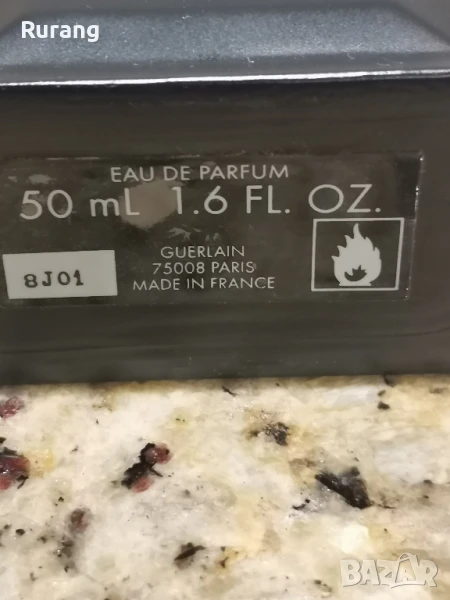 Rurang
EAU DE PARFUM
50 mL 1.6 FL. OZ.
GUERLAIN
75008 PARIS
MADE IN FRANCE
8J01
BAZAR